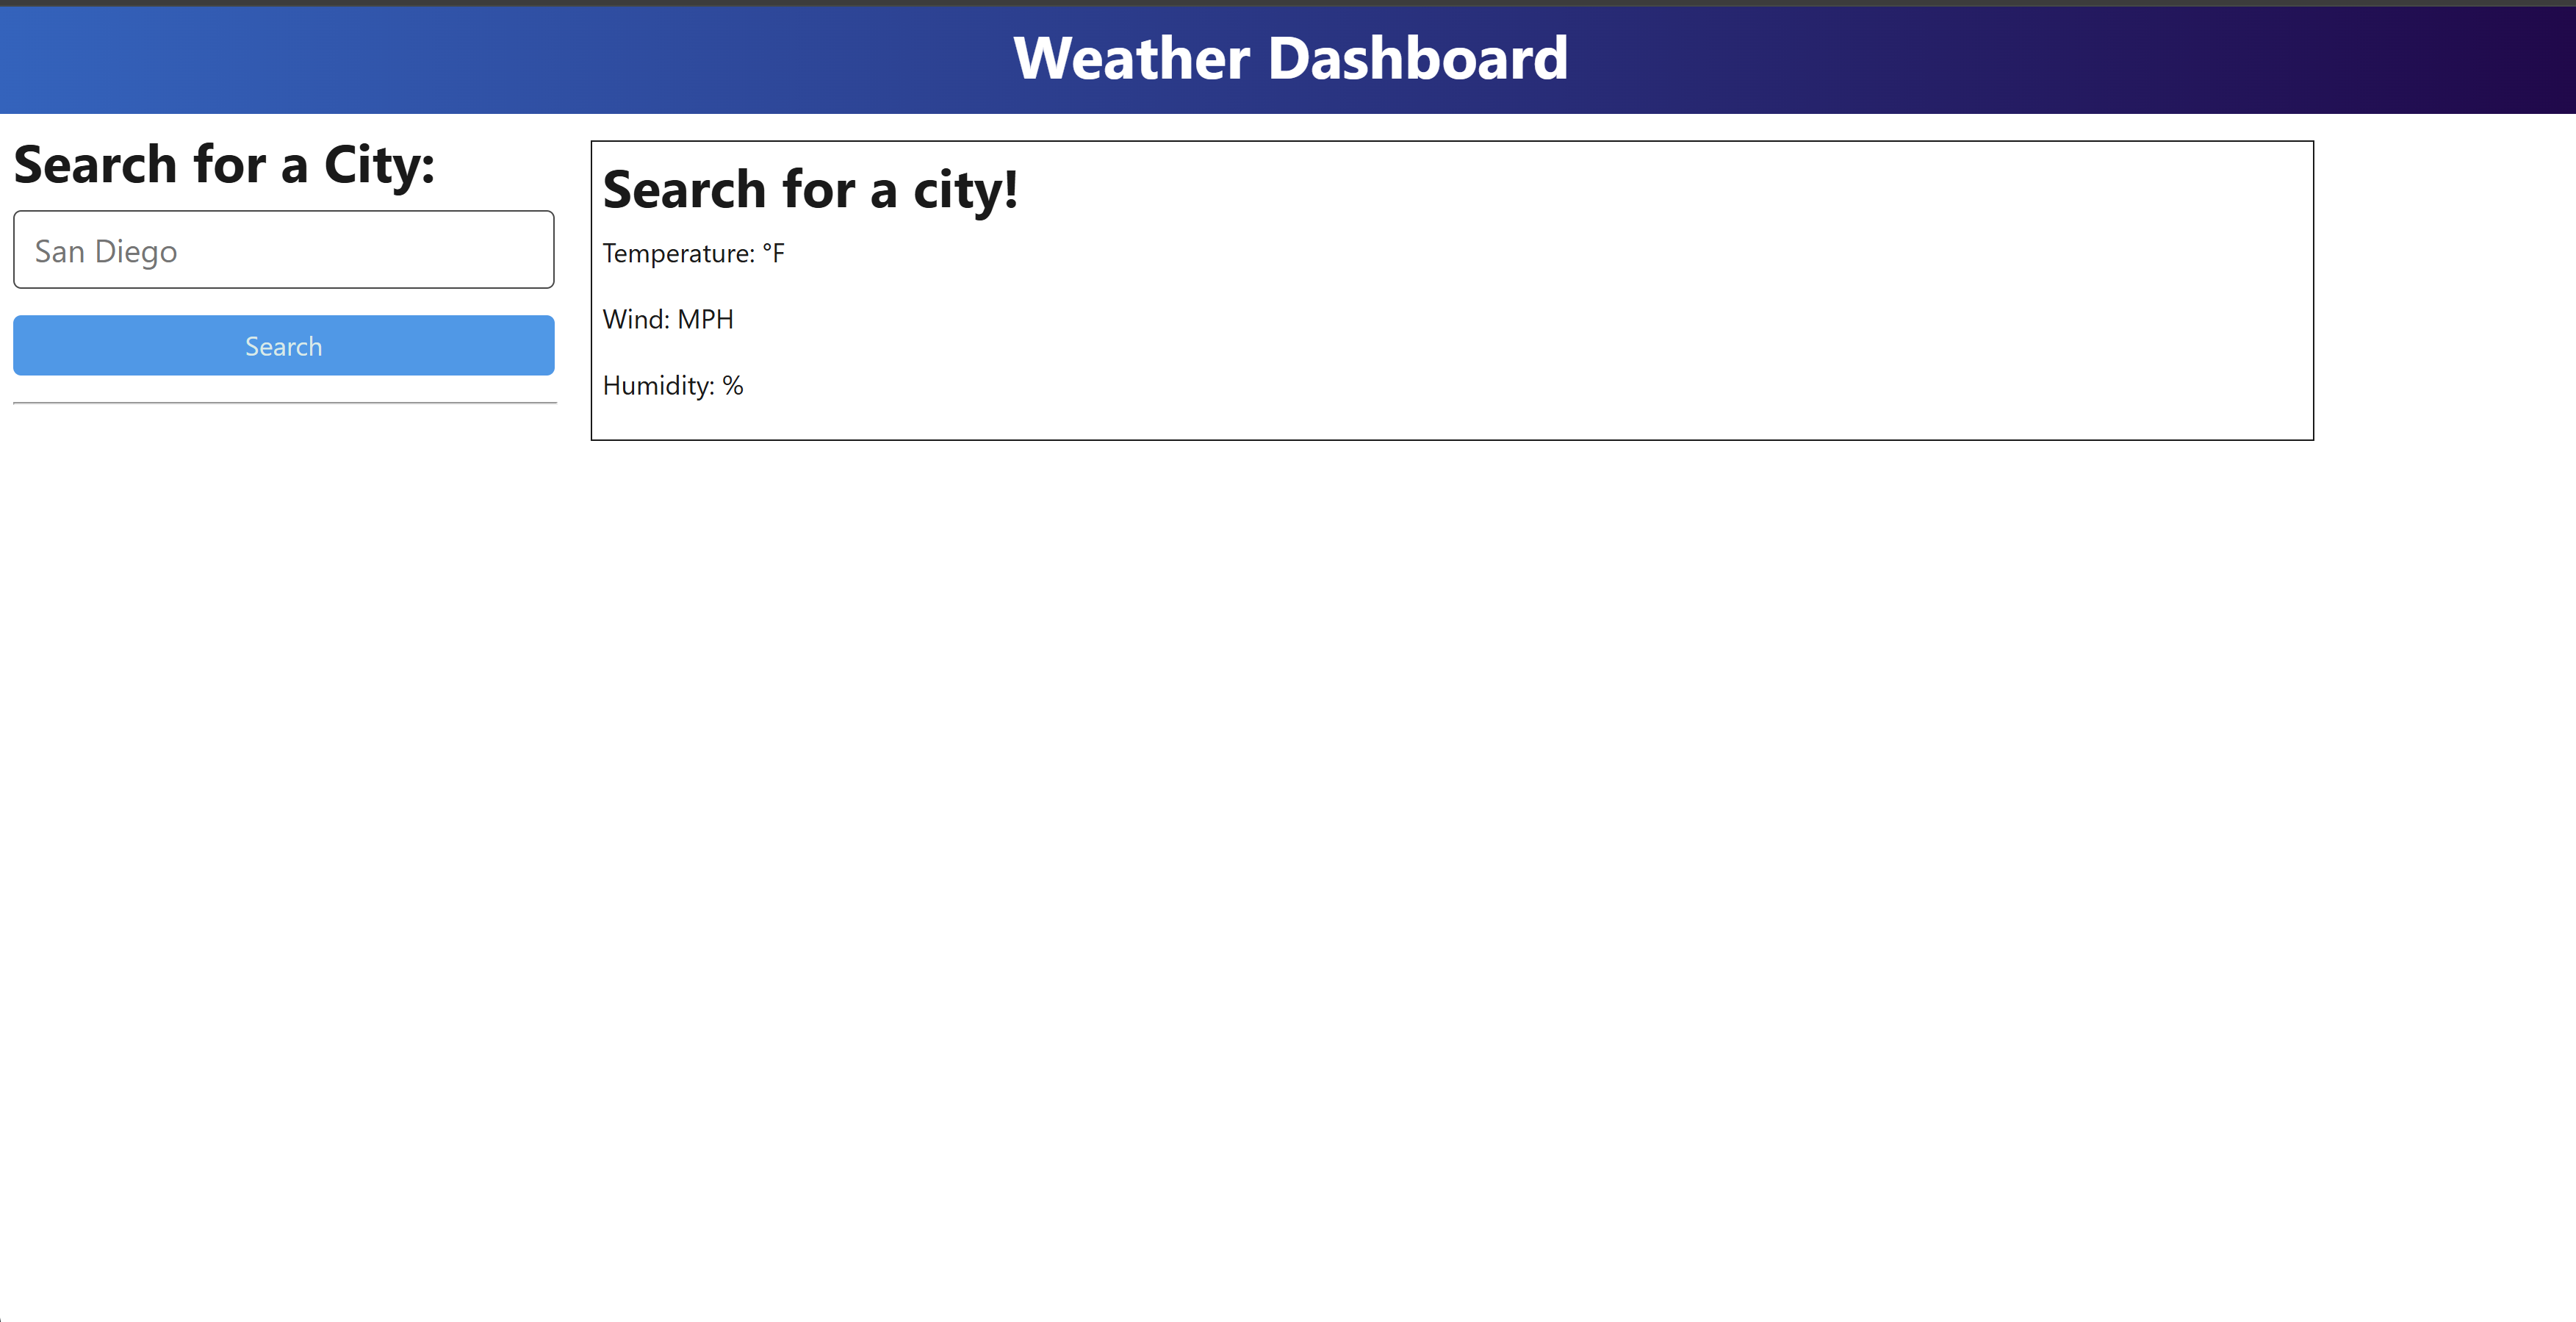 Weather Dashboard
Search for a City:
San Diego
Search
Search for a city!
Temperature: °F
Wind: MPH
Humidity: %